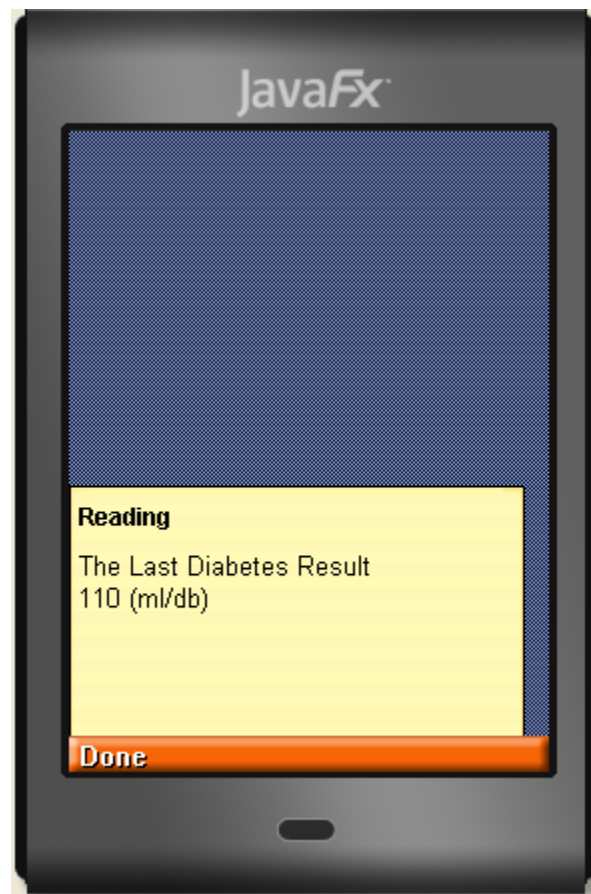 JavaFx
Reading
The Last Diabetes Result
110 (ml/db)
Done